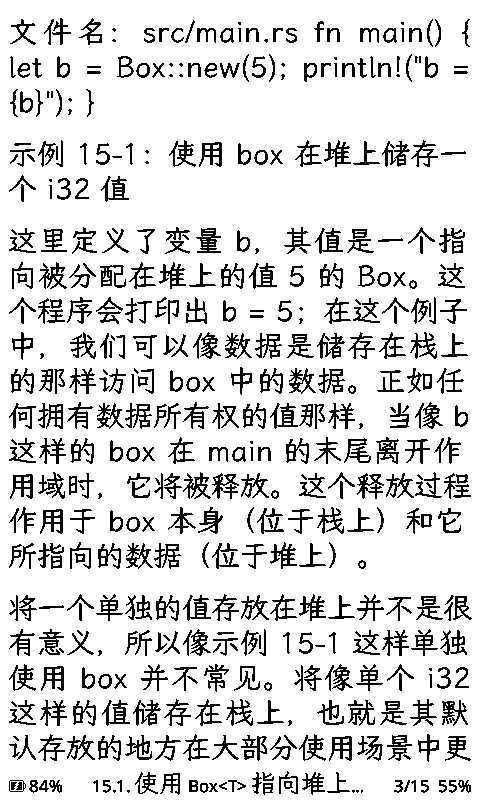 文件名: src/main.rs fn main() {
let b = Box::new(5); println!("b =
{b}"); }
示例 15-1：使用 box 在堆上储存一
个 i32 值
这里定义了变量 b，其值是一个指
向被分配在堆上的值 5 的 Box。这
个程序会打印出 b = 5；在这个例子
中，我们可以像数据是储存在栈上
的那样访问 box 中的数据。正如任
何拥有数据所有权的值那样，当像 b
这样的 box 在 main 的末尾离开作
用域时，它将被释放。这个释放过程
作用于 box 本身（位于栈上）和它
所指向的数据（位于堆上）。
将一个单独的值存放在堆上并不是很
有意义，所以像示例 15-1 这样单独
使用 box 并不常见。将像单个 i32
这样的值储存在栈上，也就是其默
认存放的地方在大部分使用场景中更
84% 15.1. 使用 Box<T> 指向堆上... 3/15 55%